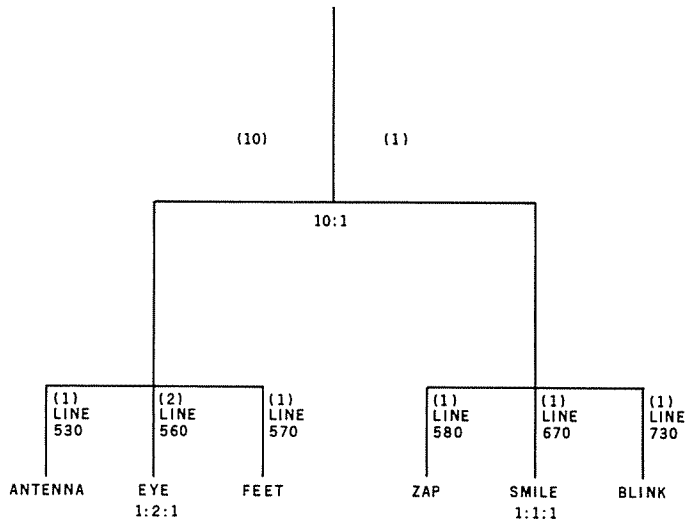 (10) (1)
10:1
(1) (2) (1) (1) (1) (1)
LINE LINE LINE LINE LINE LINE
530 560 570 580 670 730
ANTENNA EYE FEET ZAP SMILE BLINK
1:2:1 1:1:1